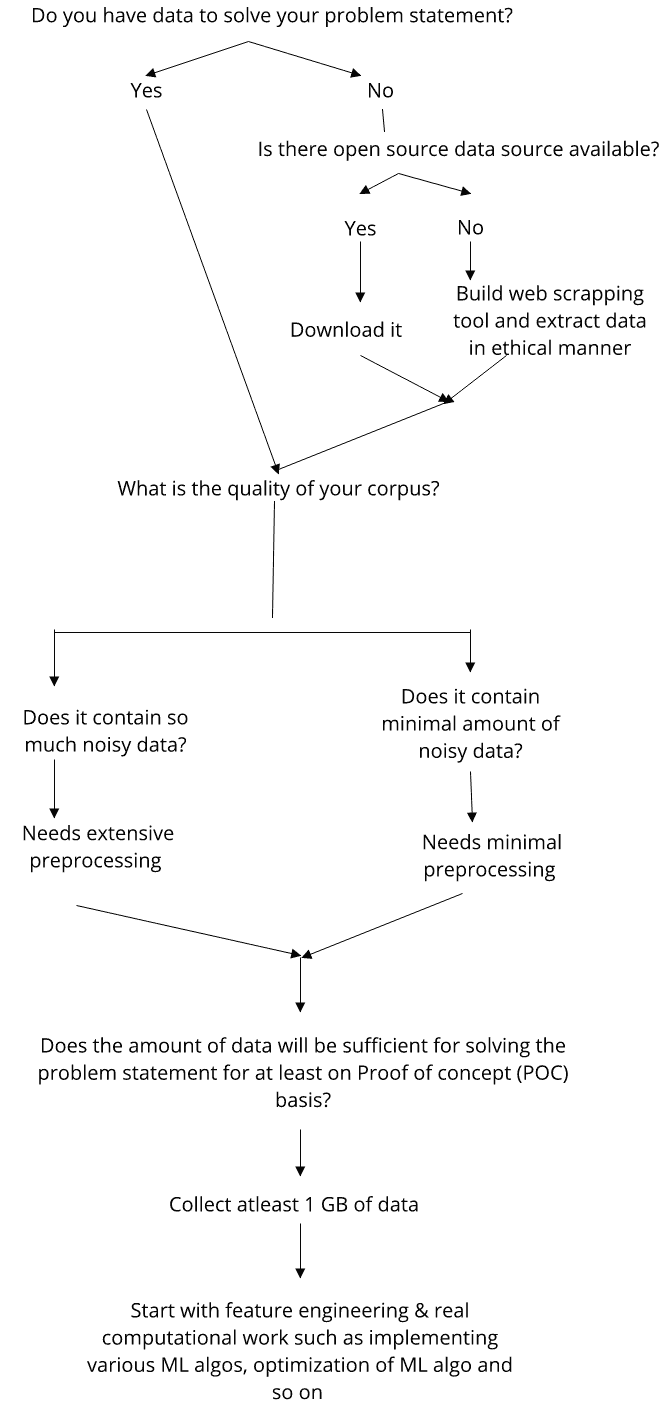 Do you have data to solve your problem statement?
Yes
No
Is there open source data source available?
Yes
No
Download it
Build web scrapping
tool and extract data
in ethical manner
What is the quality of your corpus?
Does it contain so
much noisy data?
Does it contain
minimal amount of
noisy data?
Needs extensive
preprocessing
Needs minimal
preprocessing
Does the amount of data will be sufficient for solving the
problem statement for at least on Proof of concept (POC)
basis?
Collect atleast 1 GB of data
Start with feature engineering & real
computational work such as implementing
various ML algos, optimization of ML algo and
so on